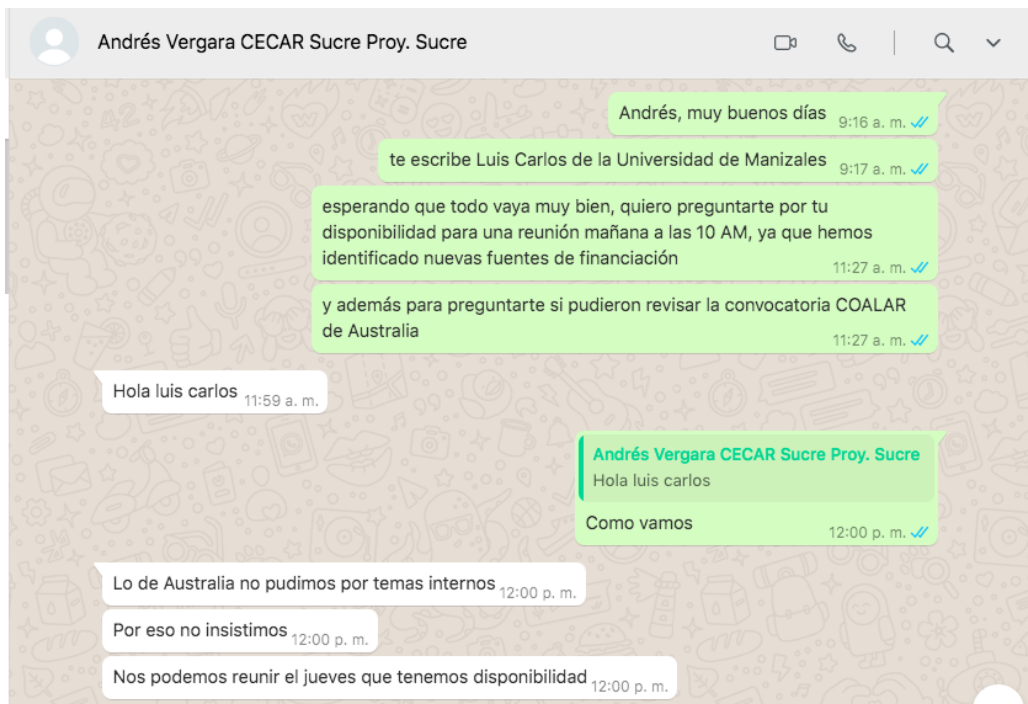 Andrés Vergara CECAR Sucre Proy. Sucre
Andrés, muy buenos días 9:16 a. m.
te escribe Luis Carlos de la Universidad de Manizales 9:17 a. m.
esperando que todo vaya muy bien, quiero preguntarte por tu
disponibilidad para una reunión mañana a las 10 AM, ya que hemos
identificado nuevas fuentes de financiación
11:27 a. m.
y además para preguntarte si pudieron revisar la convocatoria COALAR
de Australia
11:27 a. m.
Hola luis carlos 11:59 a. m.
Andrés Vergara CECAR Sucre Proy. Sucre
Hola luis carlos
Como vamos
12:00 p. m.
Lo de Australia no pudimos por temas internos 12:00 p. m.
Por eso no insistimos 12:00 p. m.
Nos podemos reunir el jueves que tenemos disponibilidad 12:00 p. m.